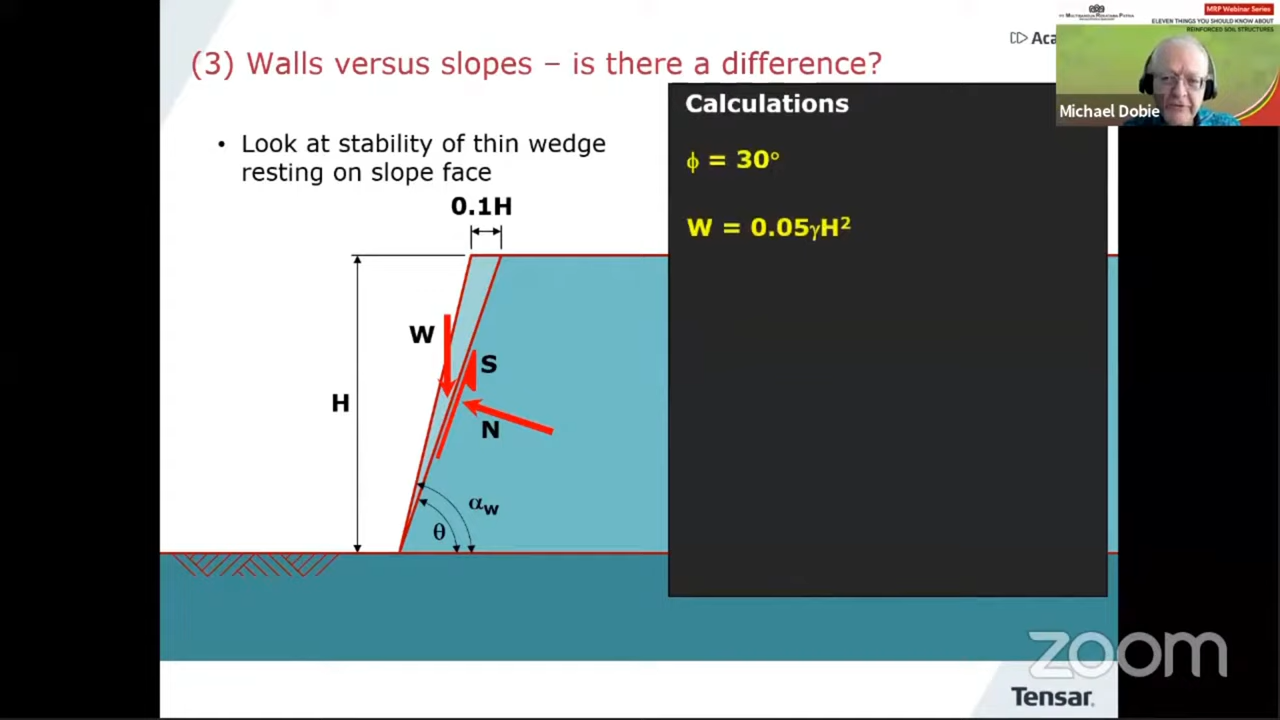 MRP Webinar Series
ELEVEN THINGS YOU SHOULD KNOW ABOUT
REINFORCED SOIL STRUCTURES
Aca
Michael Dobie
(3) Walls versus slopes – is there a difference?
• Look at stability of thin wedge
resting on slope face
0.1H
W
S
H
N
αw
θ
Calculations
ϕ = 30°
W = 0.05γH²
zoom
Tensar